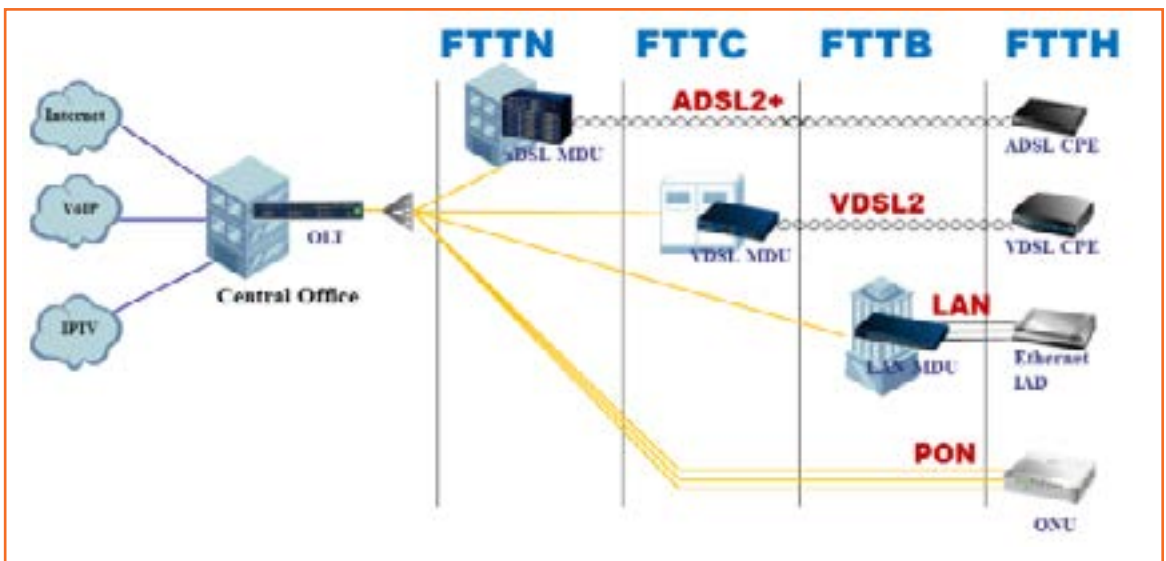 FTTN FTTC FTTB FTTH
Internet
ADSL2+
xDSL MDU
ADSL CPE
VoIP
OLT
VDSL2
VDSL MDU
VDSL CPE
Central Office
IPTV
LAN
LAN MDU
Ethernet
IAD
PON
ONU